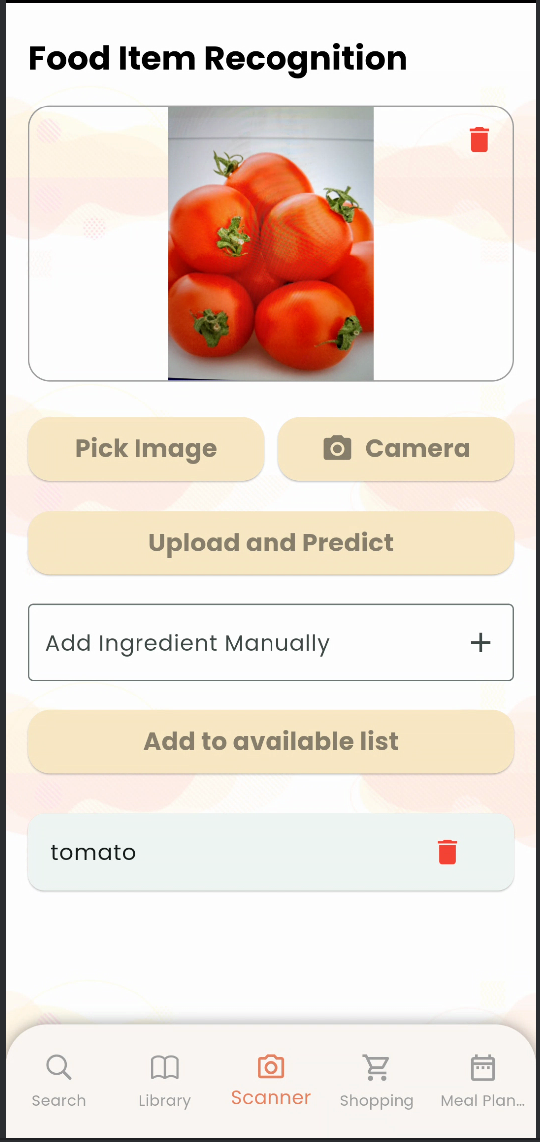 Food Item Recognition
Pick Image
Camera
Upload and Predict
Add Ingredient Manually
Add to available list
tomato
Search
Library
Scanner
Shopping
Meal Plan...